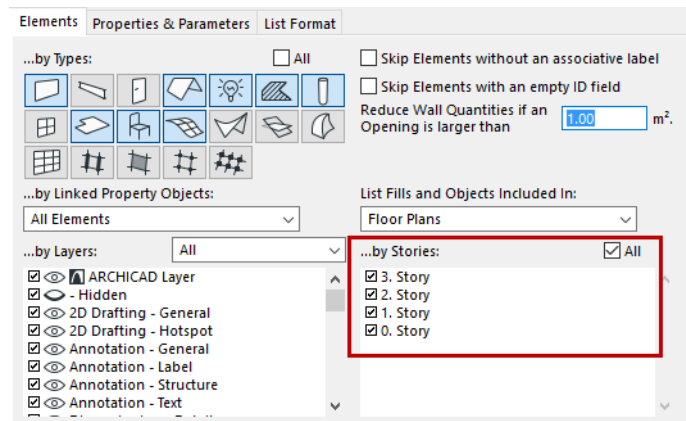 Elements Properties & Parameters List Format
...by Types:
All
Skip Elements without an associative label
Skip Elements with an empty ID field
Reduce Wall Quantities if an
Opening is larger than
1.00
m².
...by Linked Property Objects:
All Elements
List Fills and Objects Included In:
Floor Plans
...by Layers:
All
ARCHICAD Layer
- Hidden
2D Drafting - General
2D Drafting - Hotspot
Annotation - General
Annotation - Label
Annotation - Structure
Annotation - Text
...by Stories:
All
3. Story
2. Story
1. Story
0. Story